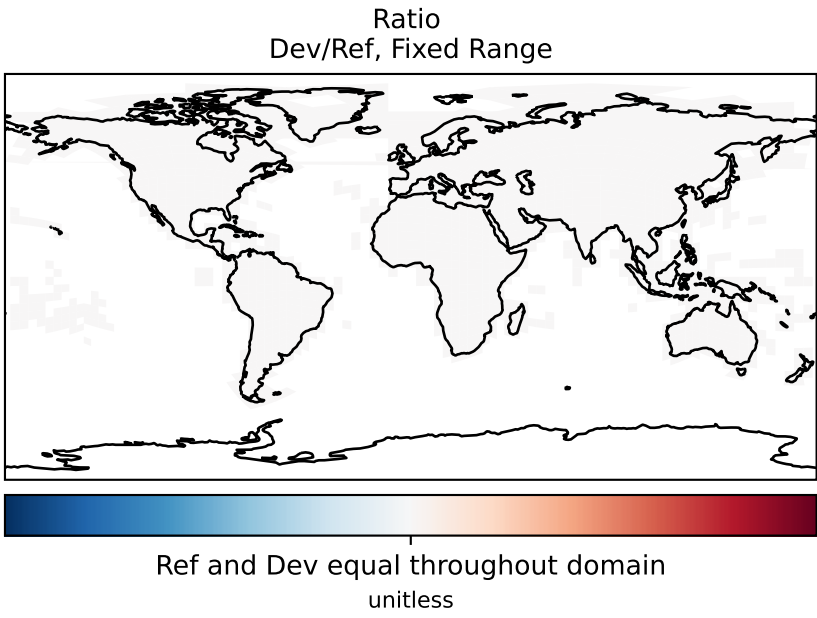 Ratio
Dev/Ref, Fixed Range
Ref and Dev equal throughout domain
unitless